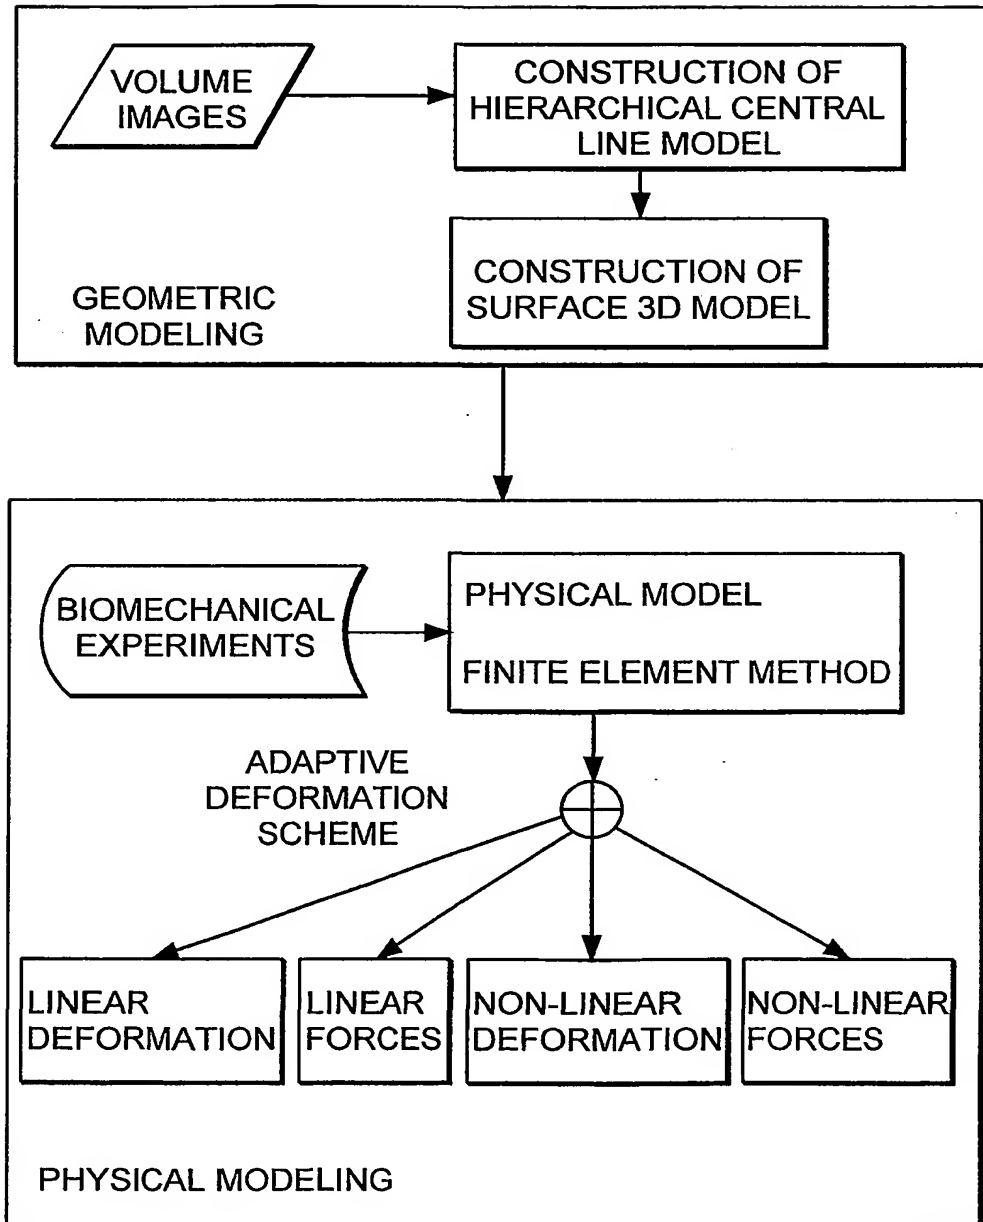 VOLUME
IMAGES
CONSTRUCTION OF
HIERARCHICAL CENTRAL
LINE MODEL
CONSTRUCTION OF
SURFACE 3D MODEL
GEOMETRIC
MODELING
BIOMECHANICAL
EXPERIMENTS
PHYSICAL MODEL
FINITE ELEMENT METHOD
ADAPTIVE
DEFORMATION
SCHEME
LINEAR
DEFORMATION
LINEAR
FORCES
NON-LINEAR
DEFORMATION
NON-LINEAR
FORCES
PHYSICAL MODELING